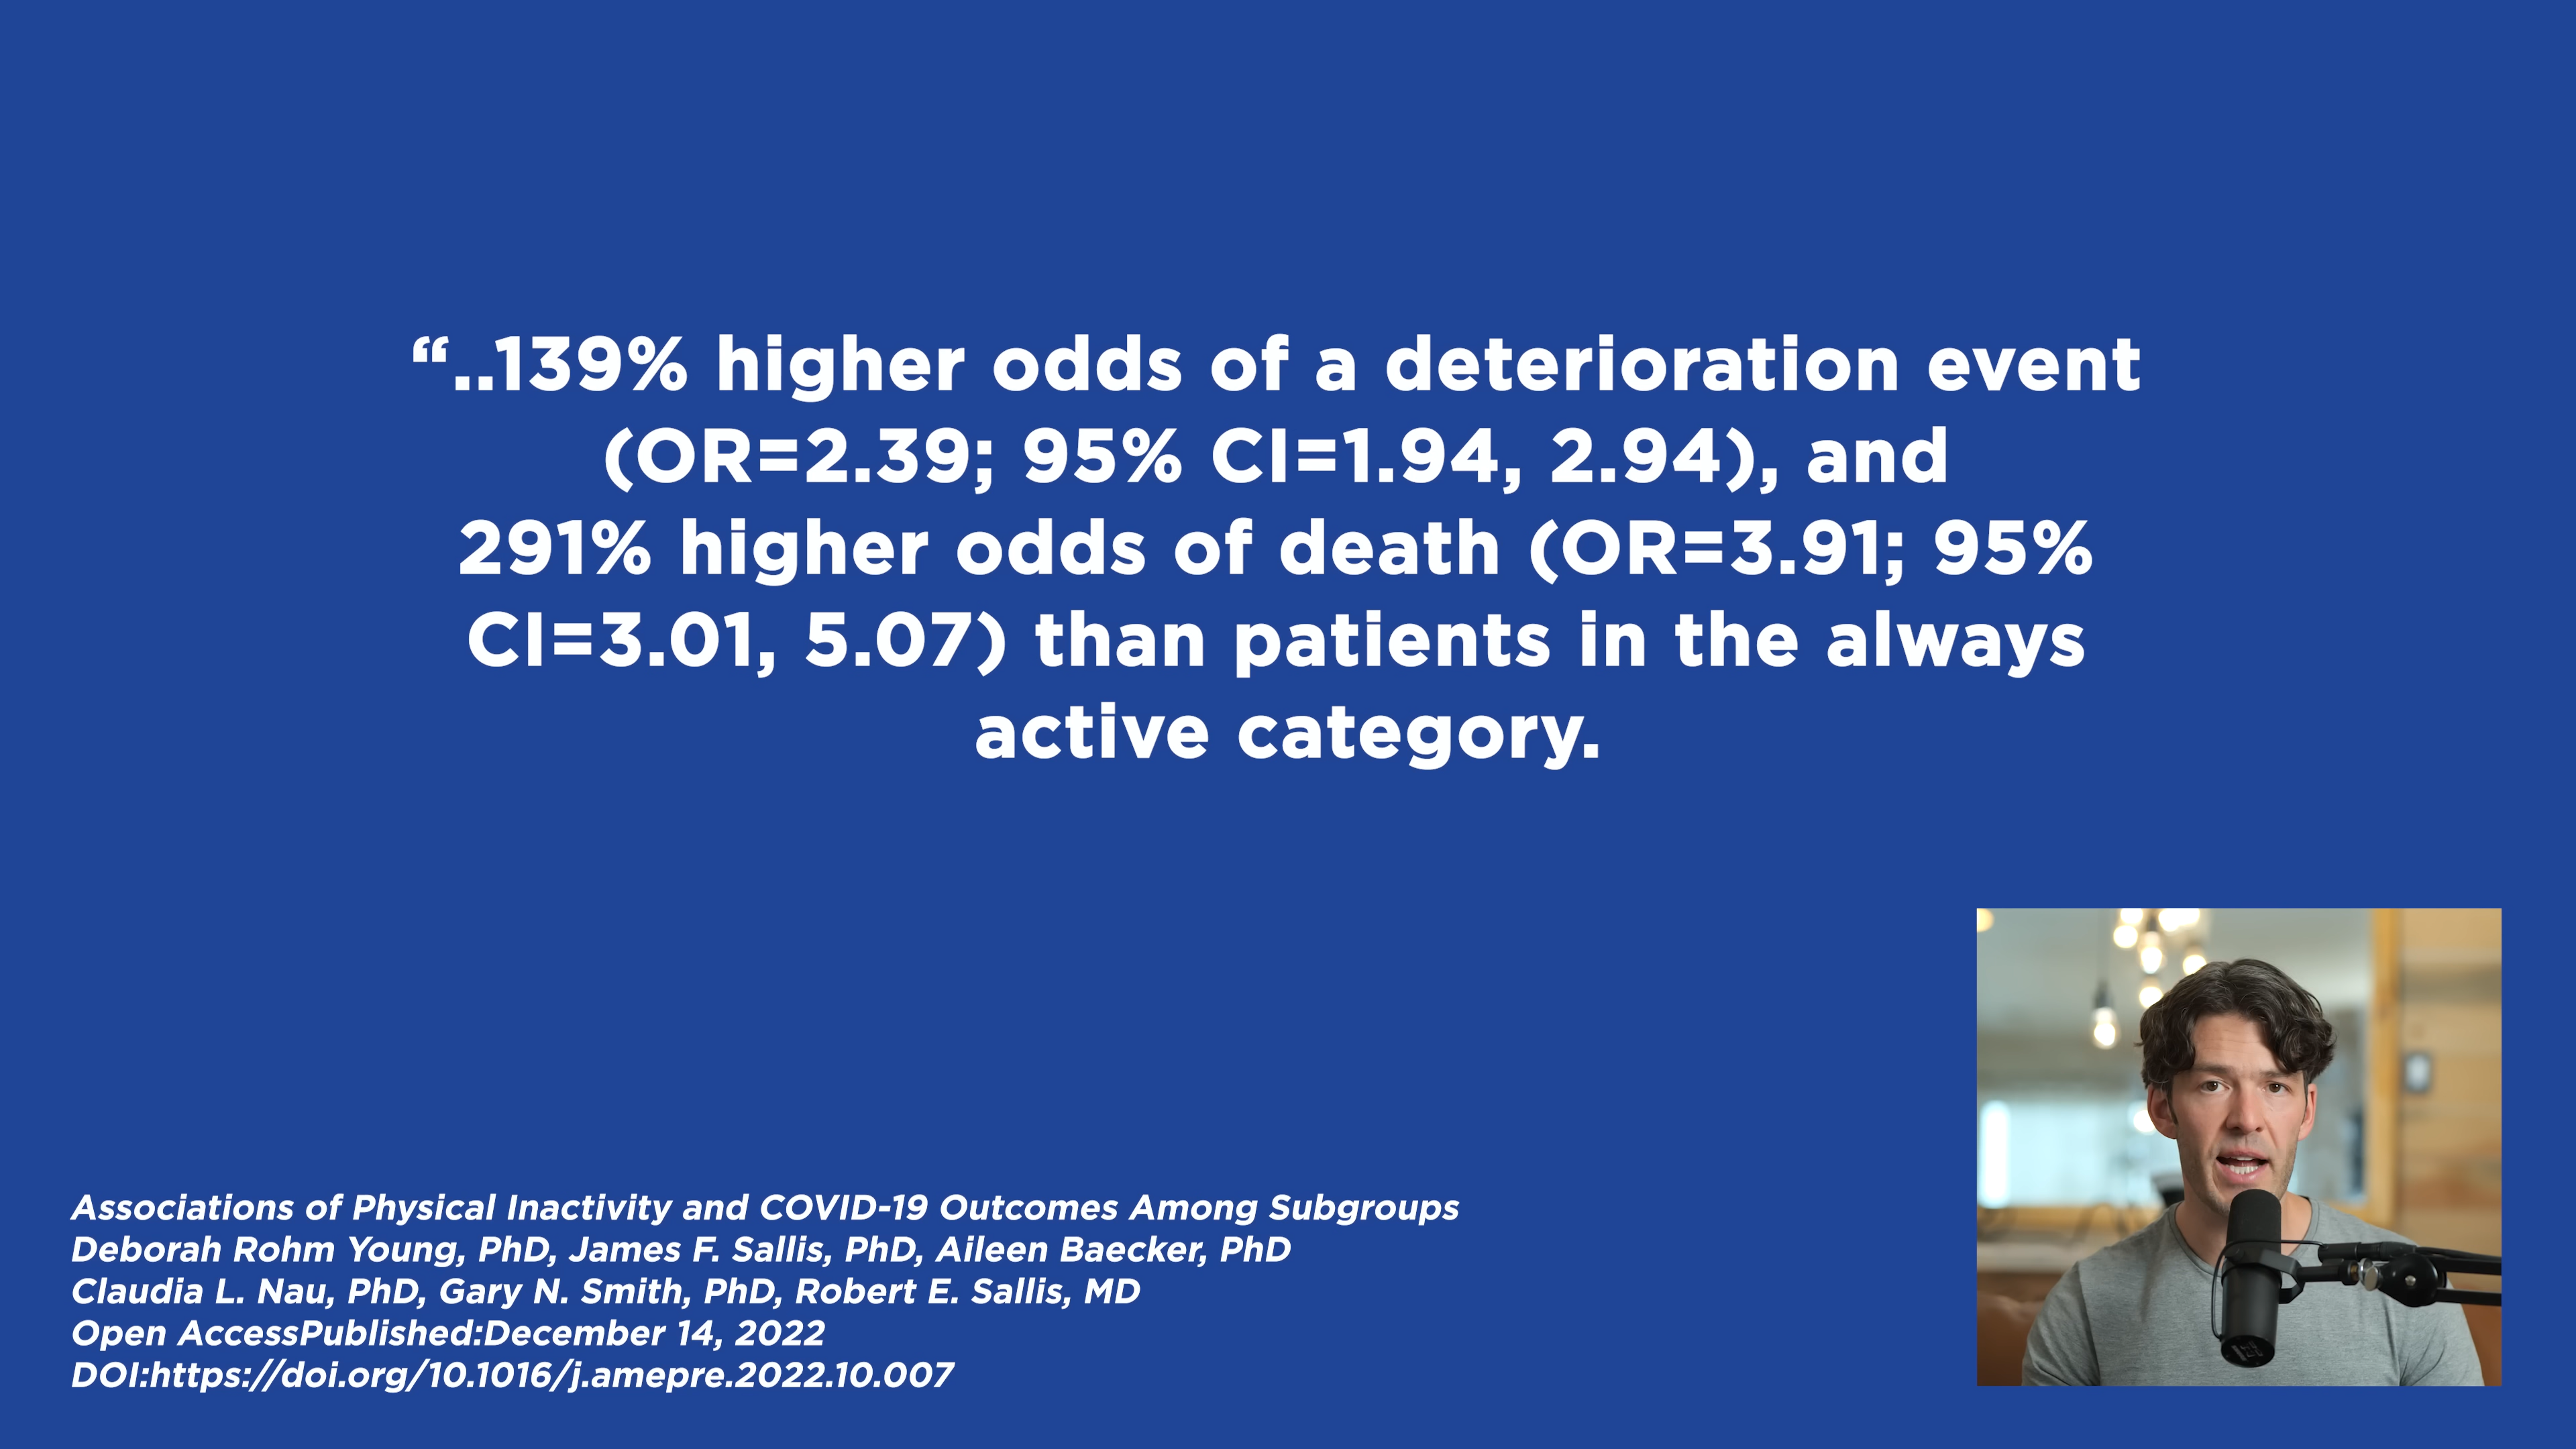 “..139% higher odds of a deterioration event
(OR=2.39; 95% CI=1.94, 2.94), and
291% higher odds of death (OR=3.91; 95%
CI=3.01, 5.07) than patients in the always
active category.
Associations of Physical Inactivity and COVID-19 Outcomes Among Subgroups
Deborah Rohm Young, PhD, James F. Sallis, PhD, Aileen Baecker, PhD
Claudia L. Nau, PhD, Gary N. Smith, PhD, Robert E. Sallis, MD
Open AccessPublished:December 14, 2022
DOI:https://doi.org/10.1016/j.amepre.2022.10.007